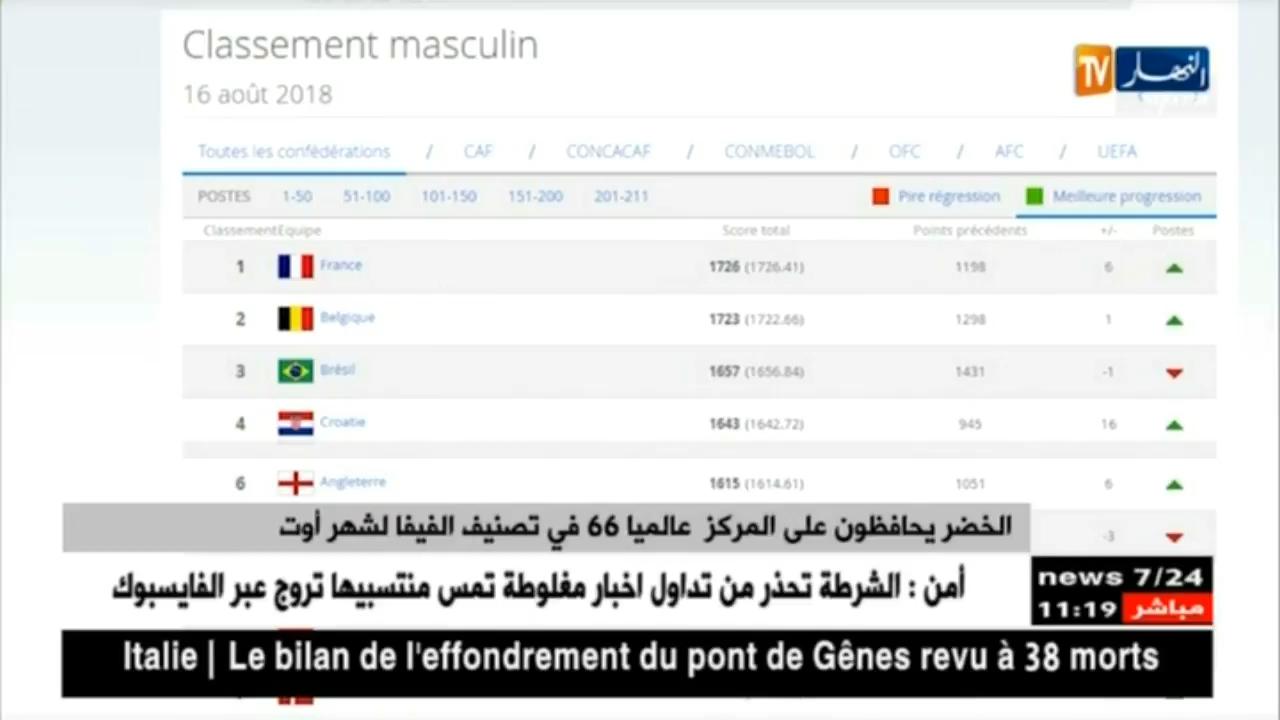 Classement masculin
16 août 2018
TV النهار
Toutes les confédérations / CAF / CONCACAF / CONMEBOL / OFC / AFC / UEFA
POSTES 1-50 51-100 101-150 151-200 201-211 Pire régression Meilleure progression
Classement Equipe Score total Points précédents +/- Postes
1 France 1726 (1726.41) 1198 6
2 Belgique 1723 (1722.66) 1298 1
3 Brésil 1657 (1656.84) 1431 -1
4 Croatie 1643 (1642.72) 945 16
6 Angleterre 1615 (1614.61) 1051 6
-3
الخضر يحافظون على المركز عالميا 66 في تصنيف الفيفا لشهر أوت
أمن : الشرطة تحذر من تداول اخبار مغلوطة تمس منتسبيها تروج عبر الفايسبوك
news 7/24
11:19 مباشر
Italie | Le bilan de l'effondrement du pont de Gênes revu à 38 morts